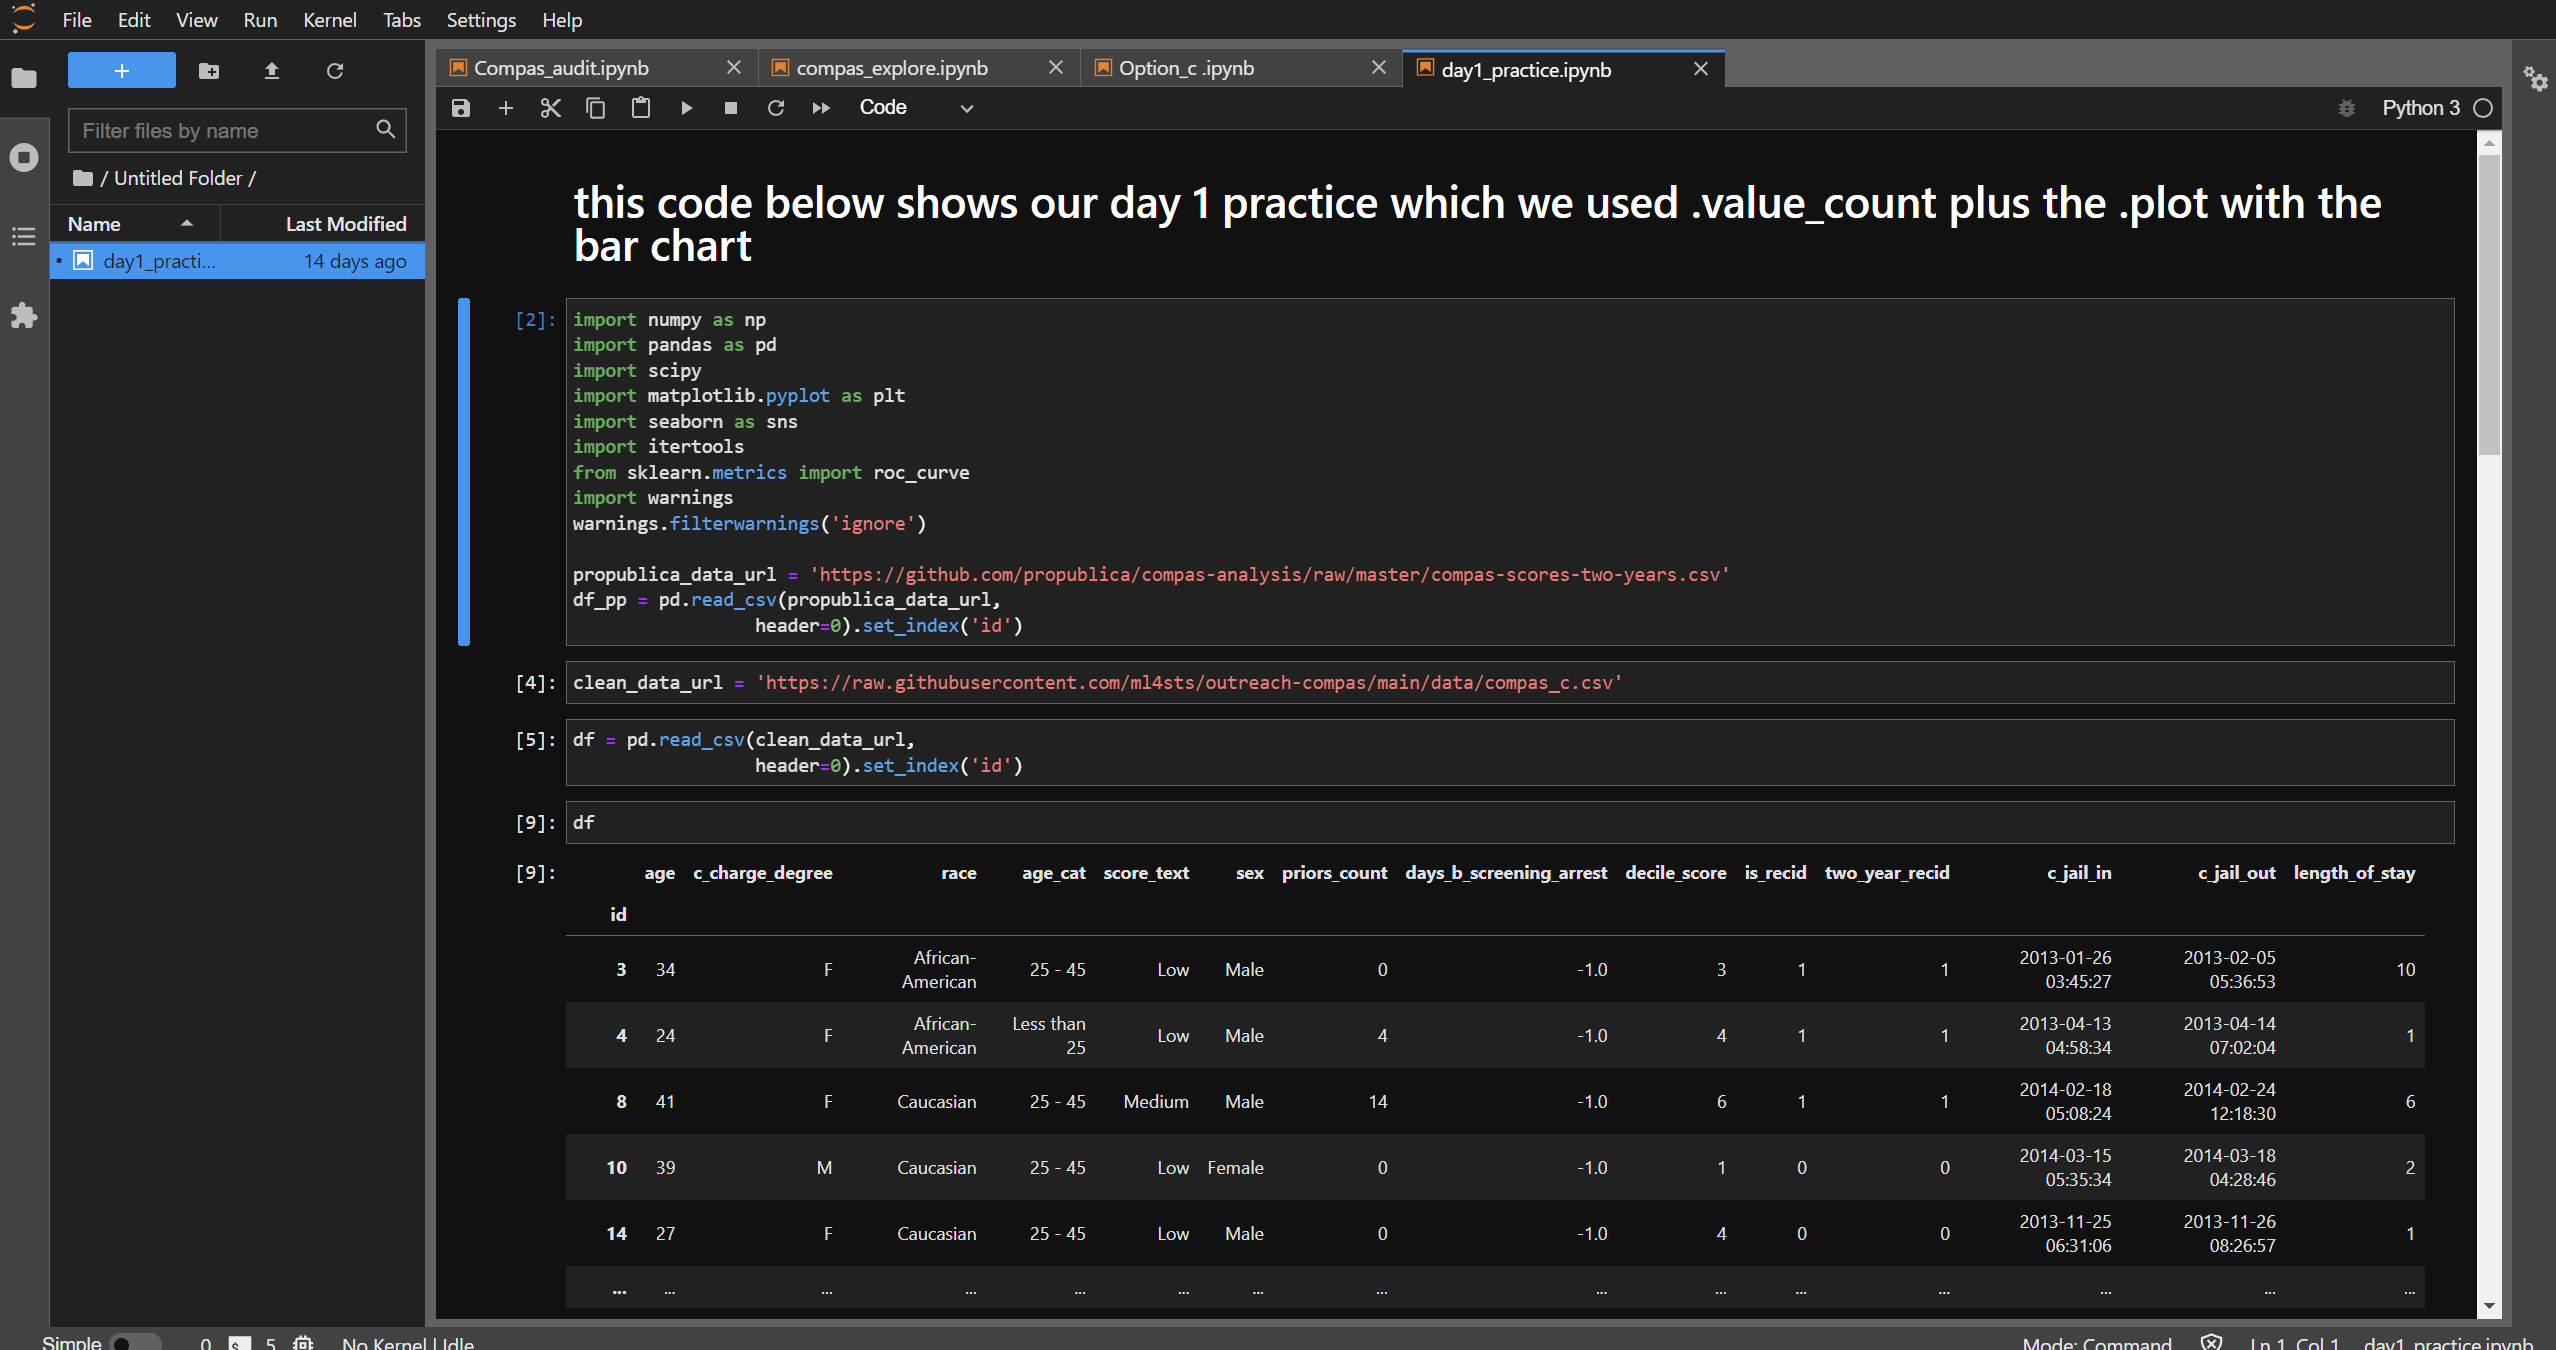 File Edit View Run Kernel Tabs Settings Help
+
Filter files by name
/ Untitled Folder /
Name Last Modified
day1_practi... 14 days ago
Compas_audit.ipynb compas_explore.ipynb Option_c .ipynb day1_practice.ipynb
Code Python 3
this code below shows our day 1 practice which we used .value_count plus the .plot with the
bar chart
[2]: import numpy as np
import pandas as pd
import scipy
import matplotlib.pyplot as plt
import seaborn as sns
import itertools
from sklearn.metrics import roc_curve
import warnings
warnings.filterwarnings('ignore')
propublica_data_url = 'https://github.com/propublica/compas-analysis/raw/master/compas-scores-two-years.csv'
df_pp = pd.read_csv(propublica_data_url,
header=0).set_index('id')
[4]: clean_data_url = 'https://raw.githubusercontent.com/ml4sts/outreach-compas/main/data/compas_c.csv'
[5]: df = pd.read_csv(clean_data_url,
header=0).set_index('id')
[9]: df
[9]: age c_charge_degree race age_cat score_text sex priors_count days_b_screening_arrest decile_score is_recid two_year_recid c_jail_in c_jail_out length_of_stay
id
African- 2013-01-26 2013-02-05
3 34 F 25 - 45 Low Male 0 -1.0 3 1 1 10
American 03:45:27 05:36:53
African- Less than 2013-04-13 2013-04-14
4 24 F Low Male 4 -1.0 4 1 1 1
American 25 04:58:34 07:02:04
2014-02-18 2014-02-24
8 41 F Caucasian 25 - 45 Medium Male 14 -1.0 6 1 1 6
05:08:24 12:18:30
2014-03-15 2014-03-18
10 39 M Caucasian 25 - 45 Low Female 0 -1.0 1 0 0 2
05:35:34 04:28:46
2013-11-25 2013-11-26
14 27 F Caucasian 25 - 45 Low Male 0 -1.0 4 0 0 1
06:31:06 08:26:57
... ... ... ... ... ... ... ... ... ... ... ... ... ... ...
Simple 0 5 No Kernel | Idle Mode: Command Ln 1, Col 1 day1_practice.ipynb